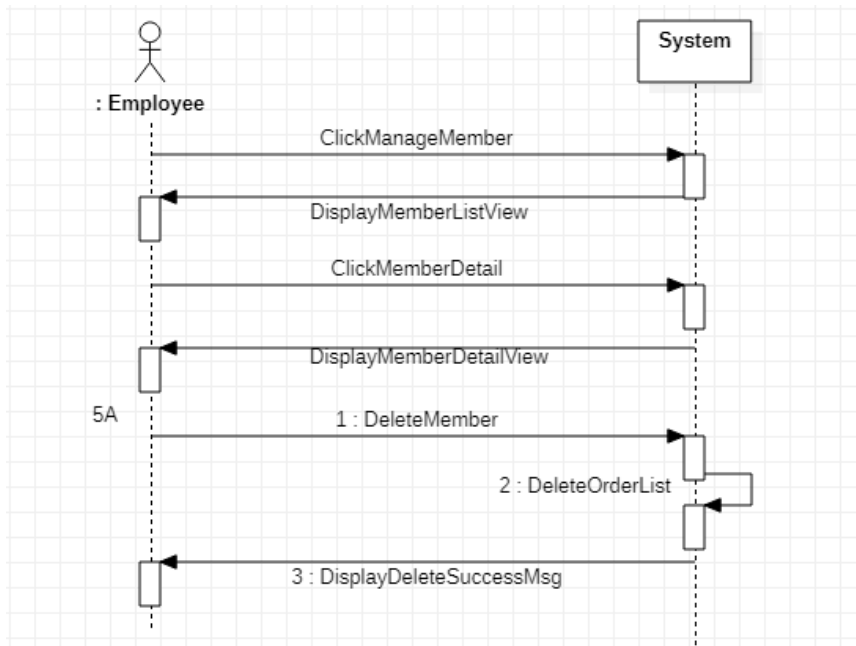 System
: Employee
ClickManageMember
DisplayMemberListView
ClickMemberDetail
DisplayMemberDetailView
5A
1 : DeleteMember
2 : DeleteOrderList
3 : DisplayDeleteSuccessMsg